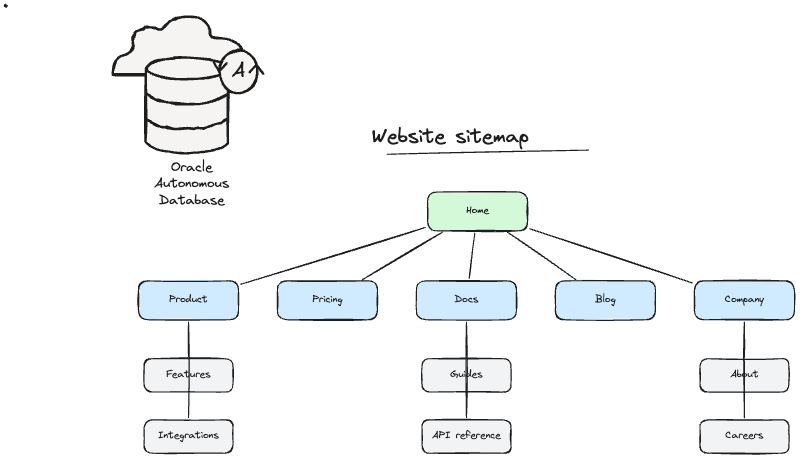 A
Oracle
Autonomous
Database
Website sitemap
Home
Product
Pricing
Docs
Blog
Company
Features
Guides
About
Integrations
API reference
Careers